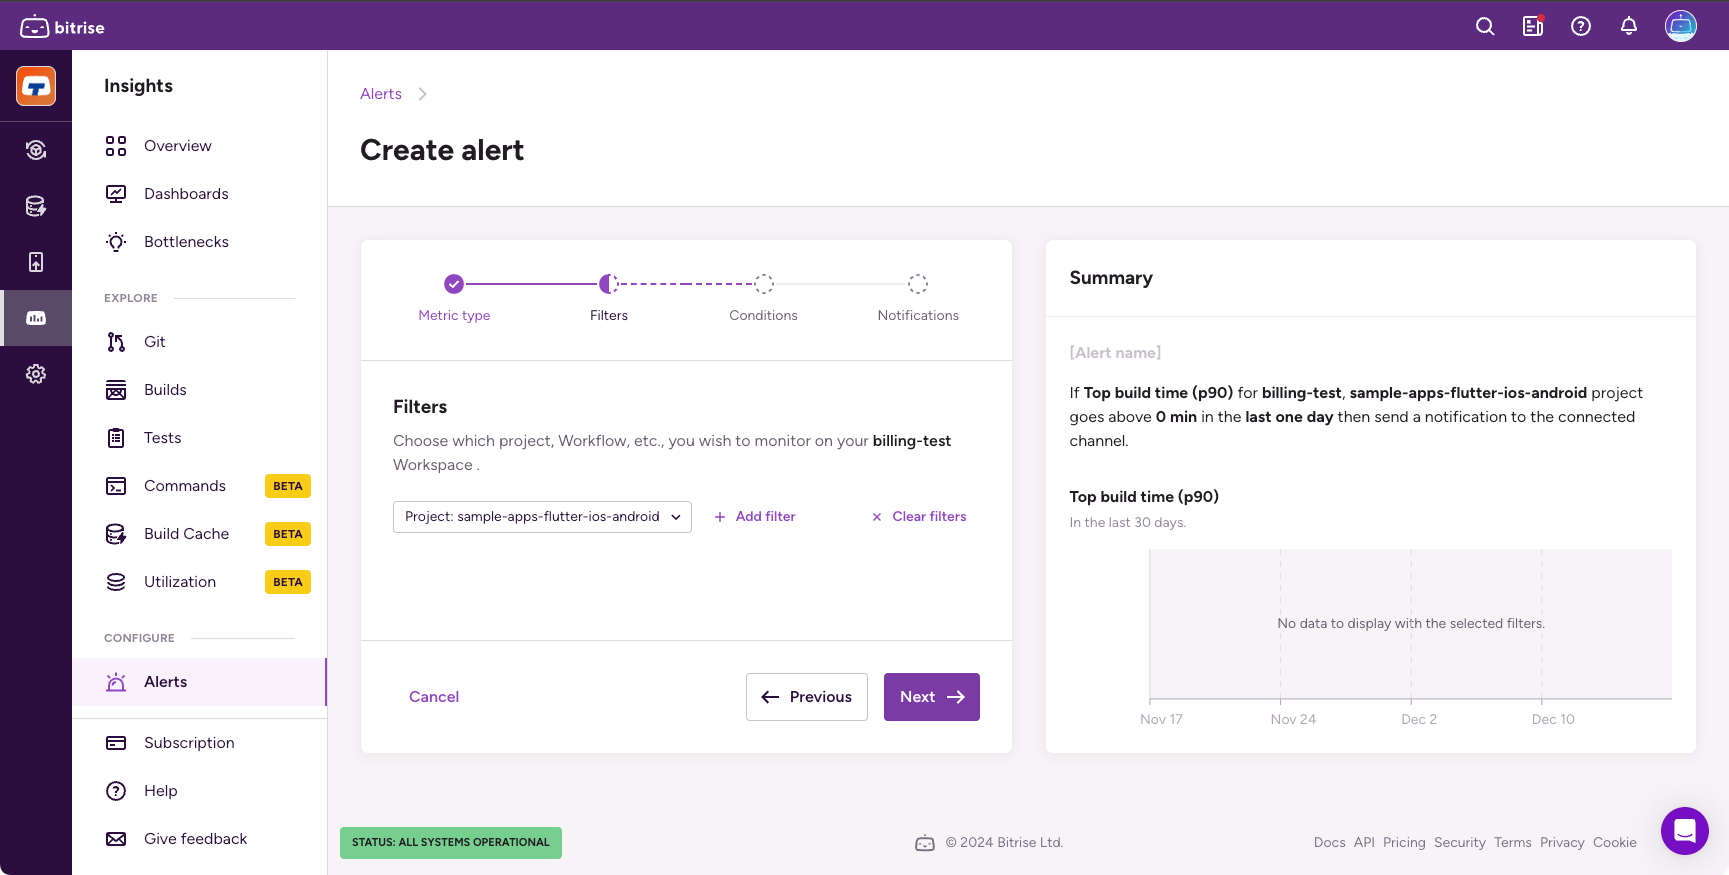 bitrise
Insights
Overview
Dashboards
Bottlenecks
EXPLORE
Git
Builds
Tests
Commands BETA
Build Cache BETA
Utilization BETA
CONFIGURE
Alerts
Subscription
Help
Give feedback
Alerts
Create alert
Metric type
Filters
Conditions
Notifications
Filters
Choose which project, Workflow, etc., you wish to monitor on your billing-test
Workspace .
Project: sample-apps-flutter-ios-android
Add filter
Clear filters
Cancel
Previous
Next
Summary
[Alert name]
If Top build time (p90) for billing-test, sample-apps-flutter-ios-android project
goes above 0 min in the last one day then send a notification to the connected
channel.
Top build time (p90)
In the last 30 days.
No data to display with the selected filters.
Nov 17 Nov 24 Dec 2 Dec 10
STATUS: ALL SYSTEMS OPERATIONAL
© 2024 Bitrise Ltd.
Docs API Pricing Security Terms Privacy Cookie